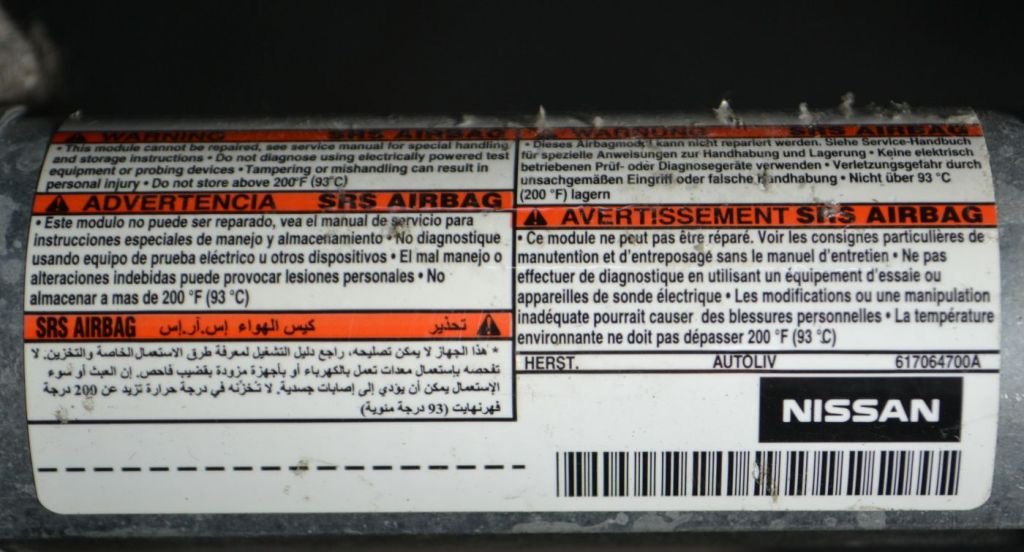 WARNING SRS AIRBAG
• This module cannot be repaired, see service manual for special handling
and storage instructions • Do not diagnose using electrically powered test
equipment or probing devices • Tampering or mishandling can result in
personal injury • Do not store above 200°F (93°C)
ADVERTENCIA SRS AIRBAG
• Este modulo no puede ser reparado, vea el manual de servicio para
instrucciones especiales de manejo y almacenamiento • No diagnostique
usando equipo de prueba eléctrico u otros dispositivos • El mal manejo o
alteraciones indebidas puede provocar lesiones personales • No
almacenar a mas de 200 °F (93 °C)
SRS AIRBAG كيس الهواء إس.آر.إس تحذير
* هذا الجهاز لا يمكن تصليحه، راجع دليل التشغيل لمعرفة طرق الاستعمال الخاصة والتخزين. لا
تفحصه بإستعمال معدات تعمل بالكهرباء أو بأجهزة مزودة بقضيب فاحص. إن العبث أو أسوء
الإستعمال يمكن أن يؤدي إلى إصابات جسدية. لا تخزنه في درجة حرارة تزيد عن 200 درجة
فهرنهايت (93 درجة مئوية)
WARNUNG SRS AIRBAG
• Dieses Airbagmodul kann nicht repariert werden. Siehe Service-Handbuch
für spezielle Anweisungen zur Handhabung und Lagerung • Keine elektrisch
betriebenen Prüf- oder Diagnosegeräte verwenden • Verletzungsgefahr durch
unsachgemäßen Eingriff oder falsche Handhabung • Nicht über 93 °C
(200 °F) lagern
AVERTISSEMENT SRS AIRBAG
• Ce module ne peut pas être réparé. Voir les consignes particulières de
manutention et d'entreposagé sans le manuel d'entretien • Ne pas
effectuer de diagnostique en utilisant un équipement d'essaie ou
appareilles de sonde électrique • Les modifications ou une manipulation
inadéquate pourrait causer des blessures personnelles • La température
environnante ne doit pas dépasser 200 °F (93 °C)
HERST. AUTOLIV 617064700A
NISSAN